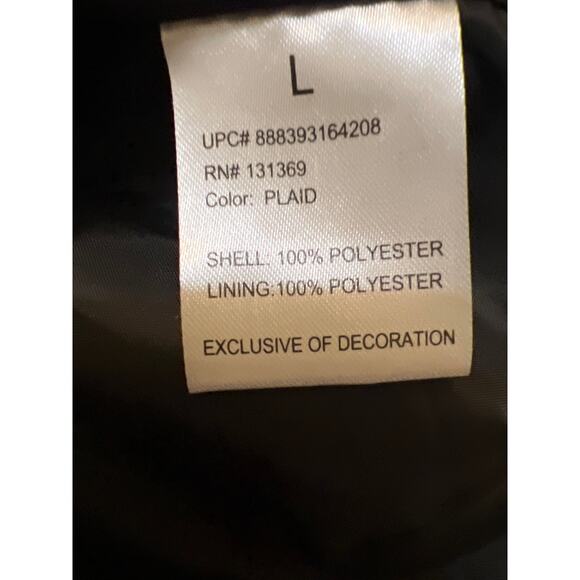 L
UPC# 888393164208
RN# 131369
Color: PLAID
SHELL: 100% POLYESTER
LINING:100% POLYESTER
EXCLUSIVE OF DECORATION